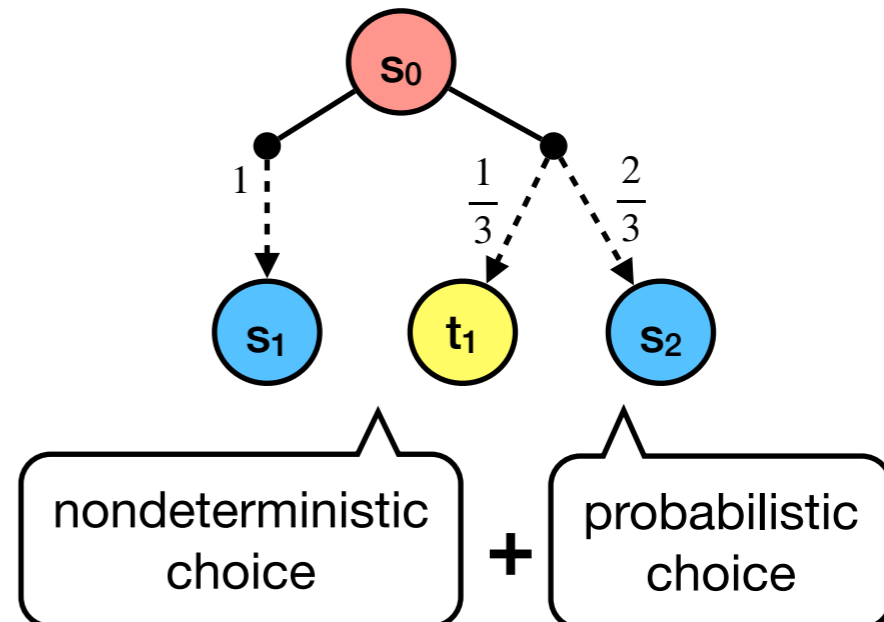 s₀
1
1
3
2
3
s₁
t₁
s₂
nondeterministic
choice
+
probabilistic
choice